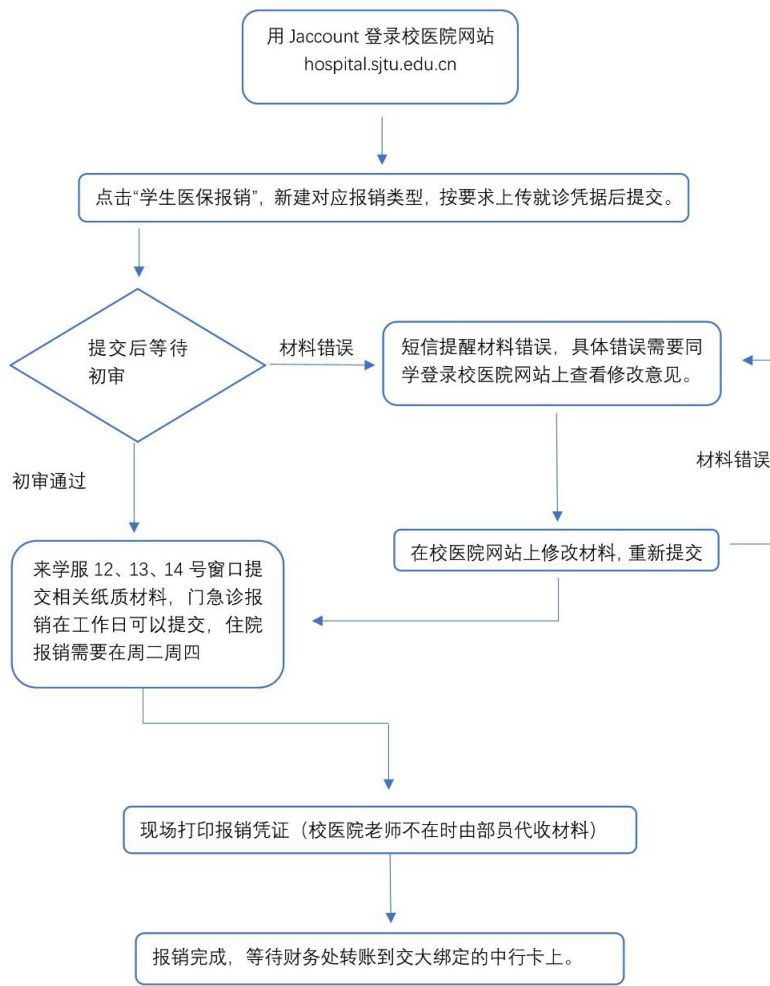 用 Jaccount 登录校医院网站
hospital.sjtu.edu.cn
点击“学生医保报销”，新建对应报销类型，按要求上传就诊凭据后提交。
提交后等待
初审
材料错误
短信提醒材料错误，具体错误需要同
学登录校医院网站上查看修改意见。
材料错误
初审通过
在校医院网站上修改材料，重新提交
来学服 12、13、14 号窗口提
交相关纸质材料，门急诊报
销在工作日可以提交，住院
报销需要在周二周四
现场打印报销凭证（校医院老师不在时由部员代收材料）
报销完成，等待财务处转账到交大绑定的中行卡上。